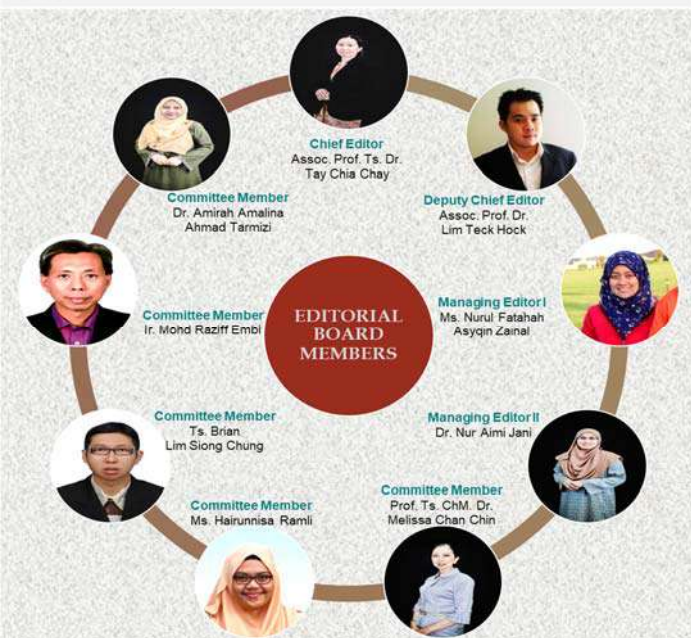 Chief Editor
Assoc. Prof. Ts. Dr.
Tay Chia Chay
Deputy Chief Editor
Assoc. Prof. Dr.
Lim Teck Hock
Managing Editor I
Ms. Nurul Fatahah
Asyqin Zainal
Managing Editor II
Dr. Nur Aimi Jani
Committee Member
Prof. Ts. ChM. Dr.
Melissa Chan Chin
Committee Member
Ms. Hairunnisa Ramli
Committee Member
Ts. Brian
Lim Siong Chung
Committee Member
Ir. Mohd Raziff Embi
Committee Member
Dr. Amirah Amalina
Ahmad Tarmizi
EDITORIAL
BOARD
MEMBERS